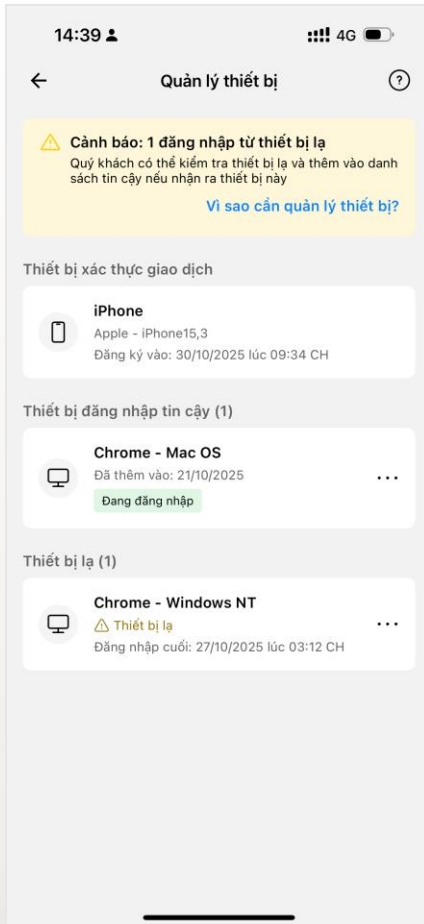 14:39
4G
Quản lý thiết bị
?
Cảnh báo: 1 đăng nhập từ thiết bị lạ
Quý khách có thể kiểm tra thiết bị lạ và thêm vào danh
sách tin cậy nếu nhận ra thiết bị này
Vì sao cần quản lý thiết bị?
Thiết bị xác thực giao dịch
iPhone
Apple - iPhone15,3
Đăng ký vào: 30/10/2025 lúc 09:34 CH
Thiết bị đăng nhập tin cậy (1)
Chrome - Mac OS
Đã thêm vào: 21/10/2025
Đang đăng nhập
Thiết bị lạ (1)
Chrome - Windows NT
Thiết bị lạ
Đăng nhập cuối: 27/10/2025 lúc 03:12 CH